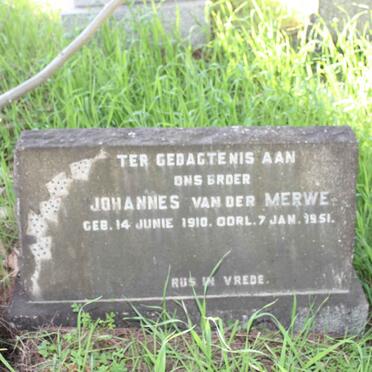 TER GEDAGTENIS AAN
ONS BROER
JOHANNES VAN DER MERWE
GEB. 14 JUNIE 1910. OORL. 7 JAN. 1951.
RUS IN VREDE.